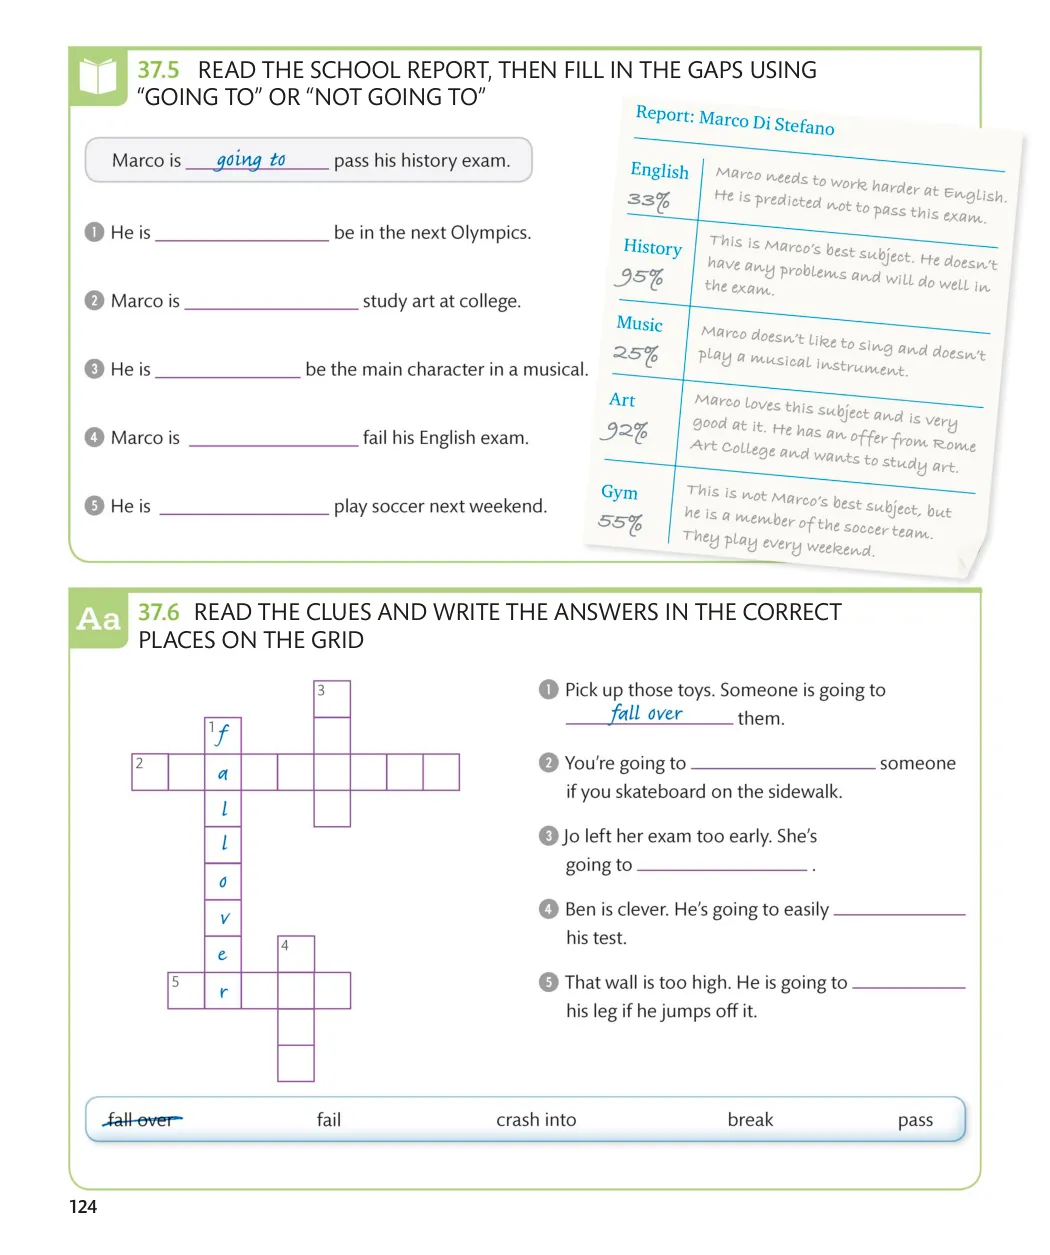 37.5 READ THE SCHOOL REPORT, THEN FILL IN THE GAPS USING
“GOING TO” OR “NOT GOING TO”
Marco is going to pass his history exam.
1 He is ____ be in the next Olympics.
2 Marco is ____ study art at college.
3 He is ____ be the main character in a musical.
4 Marco is ____ fail his English exam.
5 He is ____ play soccer next weekend.
Report: Marco Di Stefano
English
33%
Marco needs to work harder at English.
He is predicted not to pass this exam.
History
95%
This is Marco’s best subject. He doesn’t
have any problems and will do well in
the exam.
Music
25%
Marco doesn’t like to sing and doesn’t
play a musical instrument.
Art
92%
Marco loves this subject and is very
good at it. He has an offer from Rome
Art College and wants to study art.
Gym
55%
This is not Marco’s best subject, but
he is a member of the soccer team.
They play every weekend.
Aa
37.6 READ THE CLUES AND WRITE THE ANSWERS IN THE CORRECT
PLACES ON THE GRID
3
1 f
2
a
l
l
o
v
e
4
5
r
1 Pick up those toys. Someone is going to
fall over them.
2 You’re going to ____ someone
if you skateboard on the sidewalk.
3 Jo left her exam too early. She’s
going to ____ .
4 Ben is clever. He’s going to easily ____
his test.
5 That wall is too high. He is going to ____
his leg if he jumps off it.
fall over fail crash into break pass
124